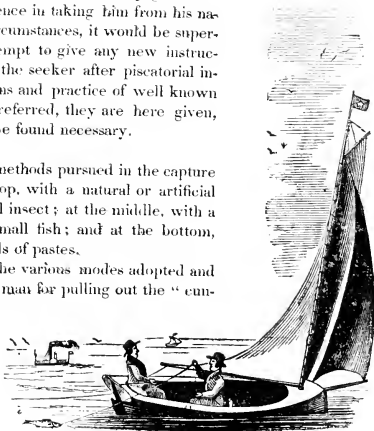 ence in taking him from his na-
cumstances, it would be super-
empt to give any new instruc-
the seeker after piscatorial in-
ns and practice of well known
referred, they are here given,
e found necessary.
methods pursued in the capture
op, with a natural or artificial
l insect; at the middle, with a
mall fish; and at the bottom,
ls of pastes.
he various modes adopted and
man for pulling out the “ cun-